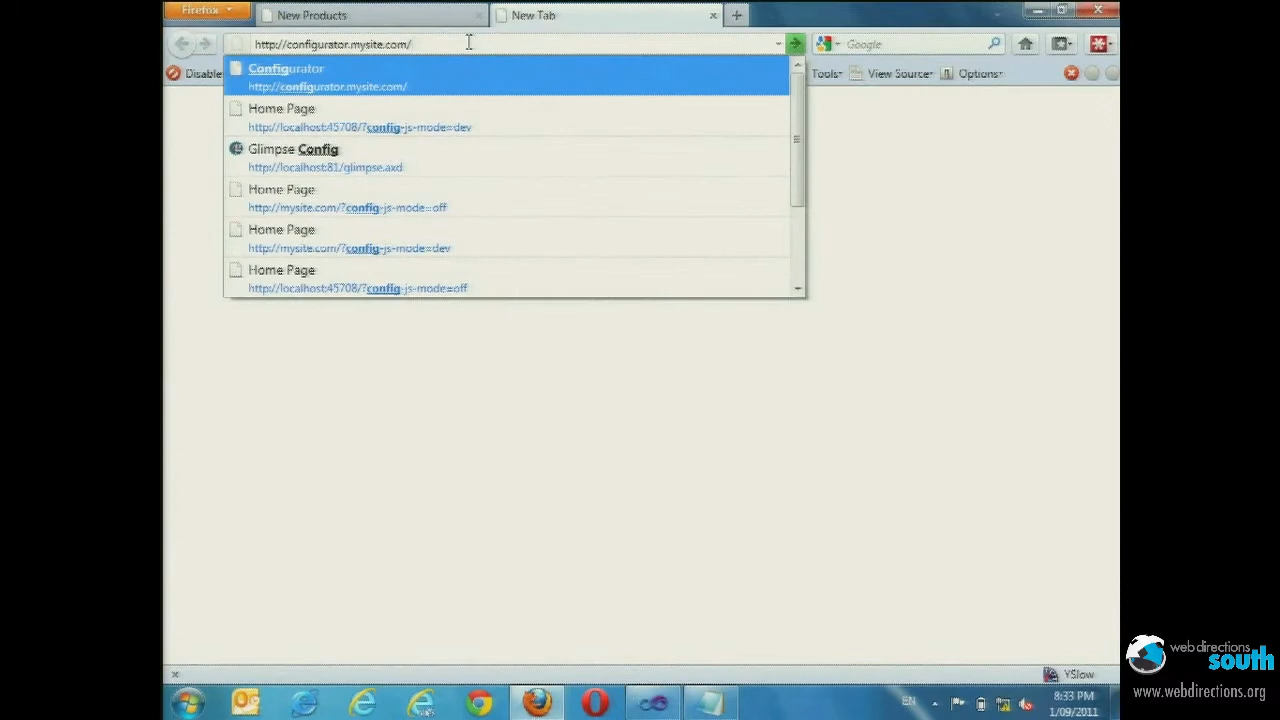 Firefox
New Products
New Tab
http://configurator.mysite.com/
Google
Disable
Tools
View Source
Options
Configurator
http://configurator.mysite.com/
Home Page
http://localhost:45708/?config-js-mode=dev
Glimpse Config
http://localhost:81/glimpse.axd
Home Page
http://mysite.com/?config-js-mode=off
Home Page
http://mysite.com/?config-js-mode=dev
Home Page
http://localhost:45708/?config-js-mode=off
YSlow
EN
8:33 PM
1/09/2011
web directions
south
www.webdirections.org